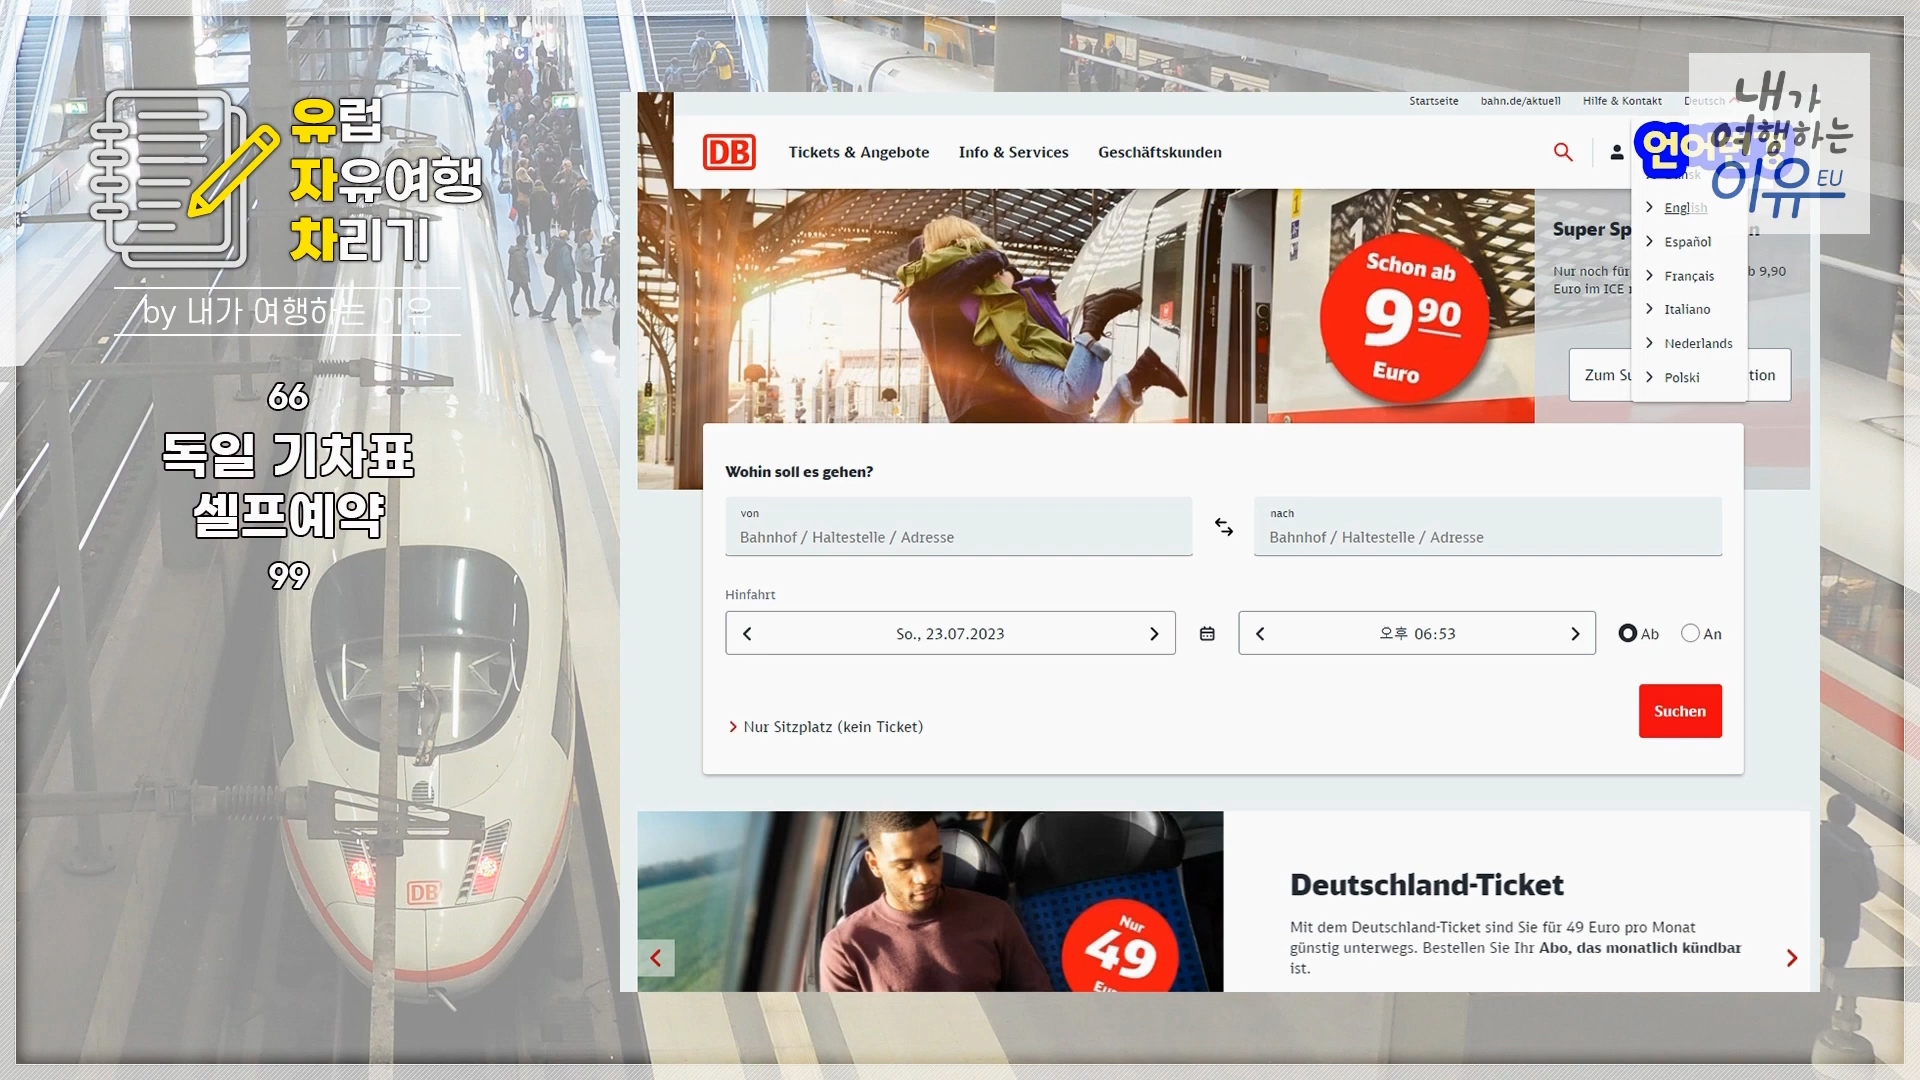 유럽
자유여행
차리기
by 내가 여행하는 이유
독일 기차표
셀프예약
내가
여행하는
이유 EU
Startseite bahn.de/aktuell Hilfe & Kontakt Deutsch
DB Tickets & Angebote Info & Services Geschäftskunden
언어변경
English
Español
Français
Italiano
Nederlands
Polski
Schon ab
9,90
Euro
Super
Nur noch für ab 9,90
Euro im ICE
Zum
Wohin soll es gehen?
von
Bahnhof / Haltestelle / Adresse
nach
Bahnhof / Haltestelle / Adresse
Hinfahrt
So., 23.07.2023
오후 06:53
Ab An
Suchen
Nur Sitzplatz (kein Ticket)
Nur
49
Deutschland-Ticket
Mit dem Deutschland-Ticket sind Sie für 49 Euro pro Monat
günstig unterwegs. Bestellen Sie Ihr Abo, das monatlich kündbar
ist.
DB
C